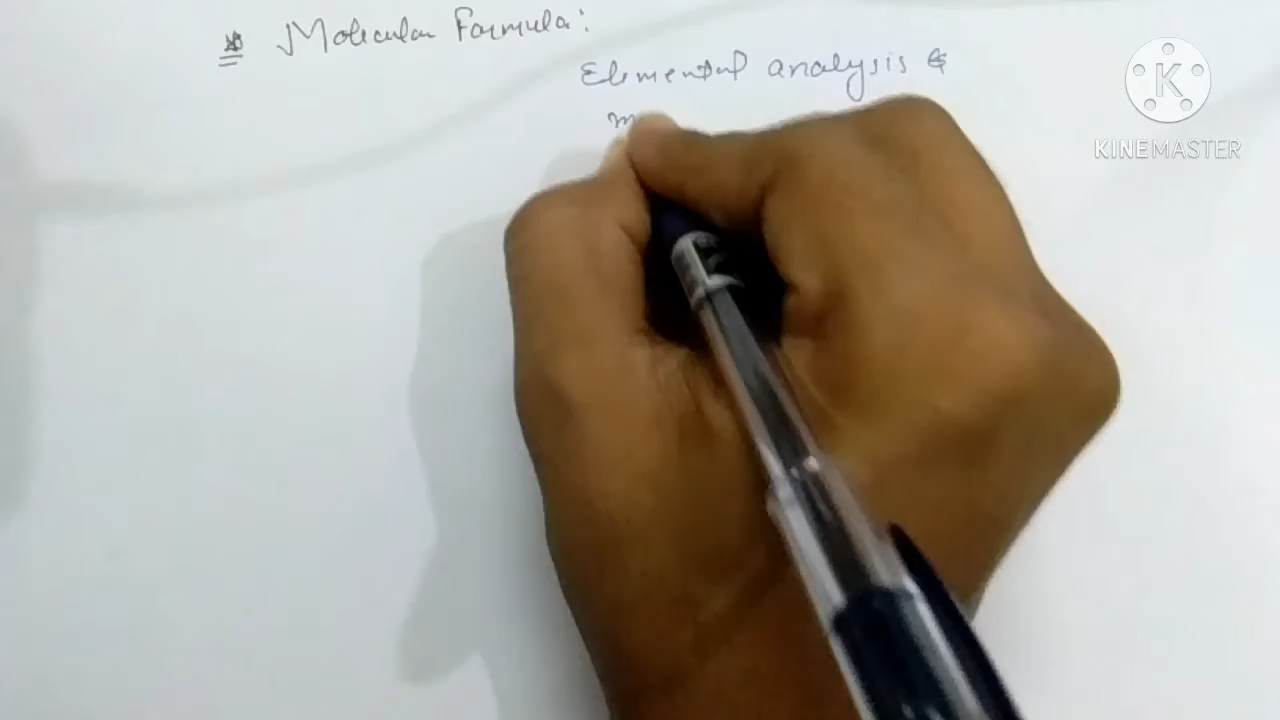 * Molecular Formula:
Elemental analysis &
m
K
KINEMASTER